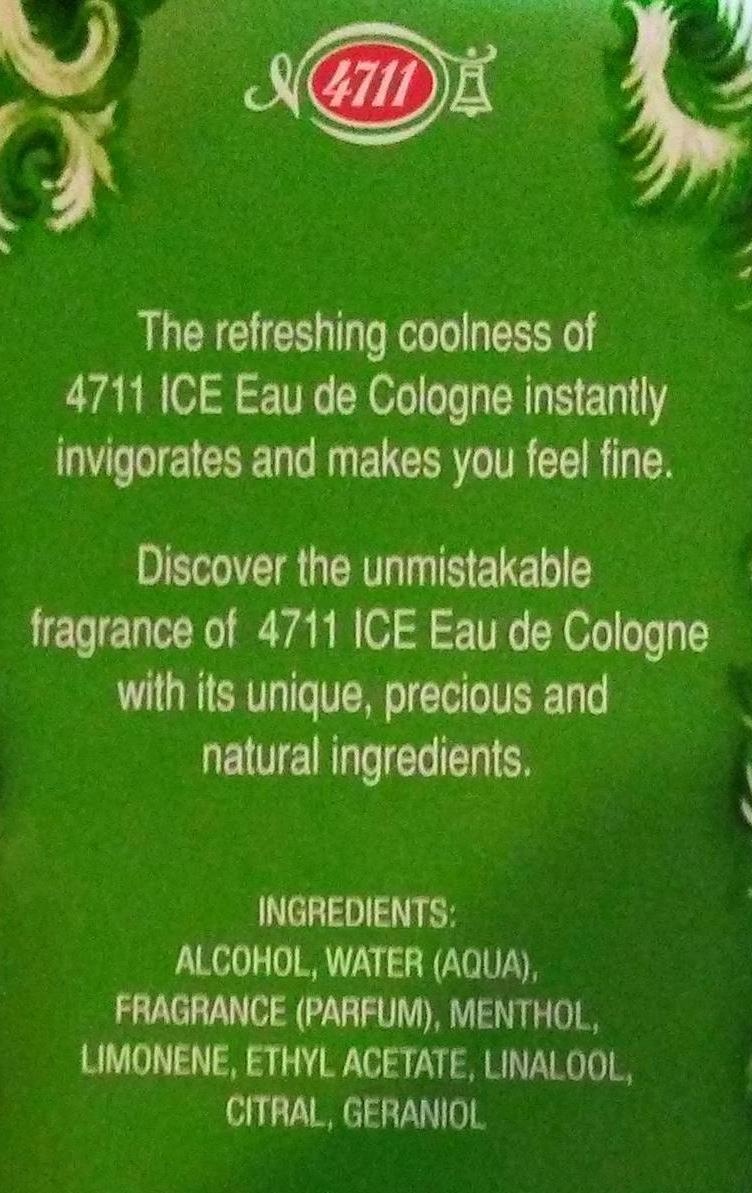 4711
The refreshing coolness of
4711 ICE Eau de Cologne instantly
invigorates and makes you feel fine.
Discover the unmistakable
fragrance of 4711 ICE Eau de Cologne
with its unique, precious and
natural ingredients.
INGREDIENTS:
ALCOHOL, WATER (AQUA),
FRAGRANCE (PARFUM), MENTHOL,
LIMONENE, ETHYL ACETATE, LINALOOL,
CITRAL, GERANIOL